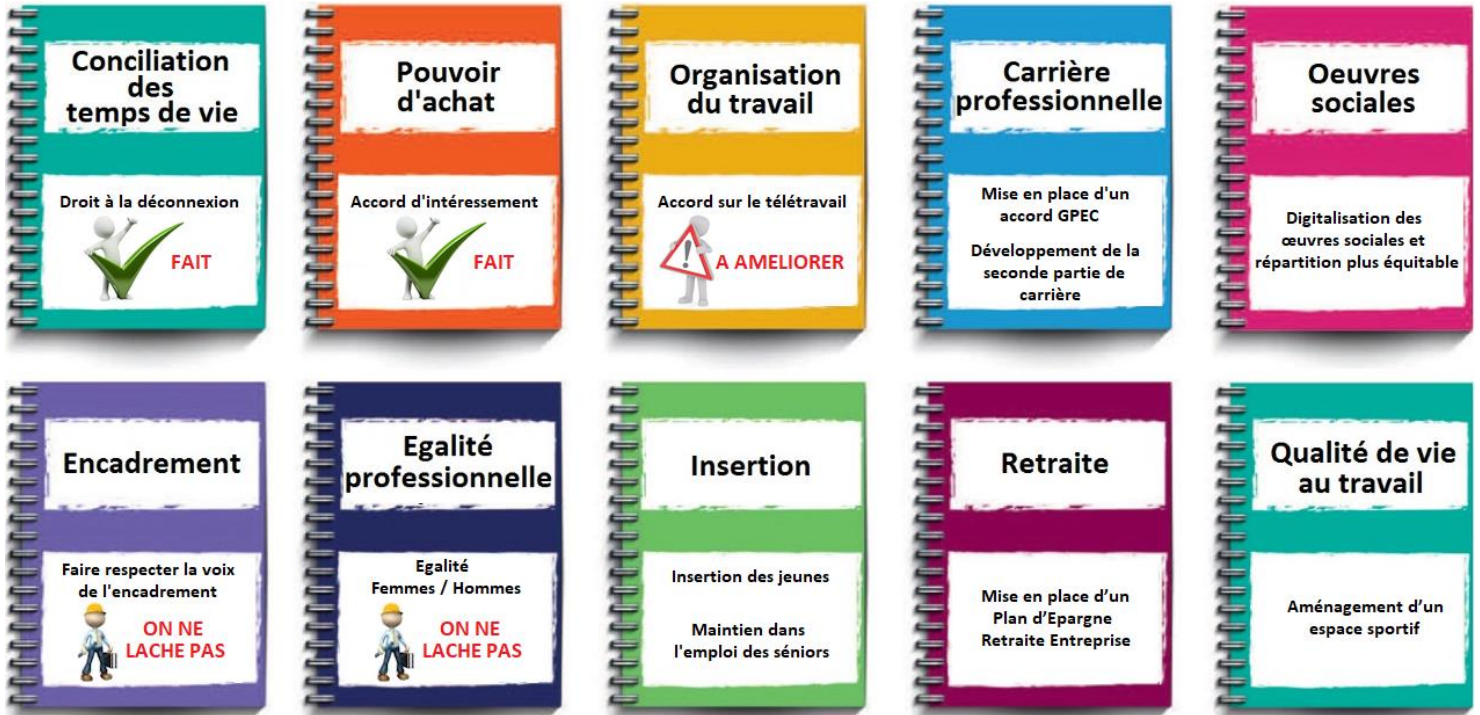 Conciliation
des
temps de vie
Droit à la déconnexion
FAIT
Pouvoir
d'achat
Accord d'intéressement
FAIT
Organisation
du travail
Accord sur le télétravail
A AMELIORER
Carrière
professionnelle
Mise en place d'un
accord GPEC
Développement de la
seconde partie de
carrière
Oeuvres
sociales
Digitalisation des
œuvres sociales et
répartition plus équitable
Encadrement
Faire respecter la voix
de l'encadrement
ON NE
LACHE PAS
Egalité
professionnelle
Egalité
Femmes / Hommes
ON NE
LACHE PAS
Insertion
Insertion des jeunes
Maintien dans
l'emploi des séniors
Retraite
Mise en place d’un
Plan d’Epargne
Retraite Entreprise
Qualité de vie
au travail
Aménagement d’un
espace sportif